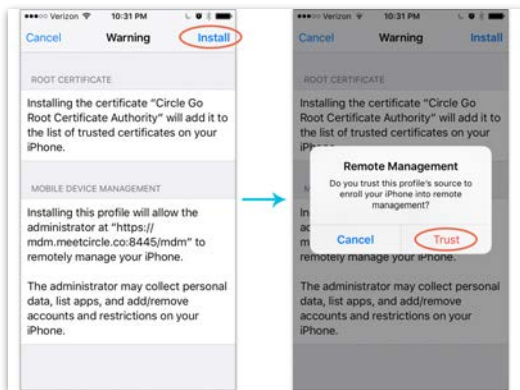 Verizon 10:31 PM
Cancel Warning Install
ROOT CERTIFICATE
Installing the certificate "Circle Go
Root Certificate Authority" will add it to
the list of trusted certificates on your
iPhone.
MOBILE DEVICE MANAGEMENT
Installing this profile will allow the
administrator at "https://
mdm.meetcircle.co:8445/mdm" to
remotely manage your iPhone.
The administrator may collect personal
data, list apps, and add/remove
accounts and restrictions on your
iPhone.
Verizon 10:31 PM
Cancel Warning Install
ROOT CERTIFICATE
Installing the certificate "Circle Go
Root Certificate Authority" will add it to
the list of trusted certificates on your
iPhone.
Remote Management
Do you trust this profile's source to
enroll your iPhone into remote
management?
Cancel Trust
remotely manage your iPhone.
The administrator may collect personal
data, list apps, and add/remove
accounts and restrictions on your
iPhone.